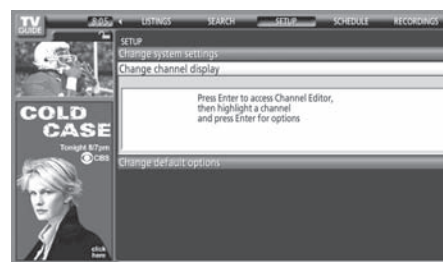 TV
GUIDE
8:05
LISTINGS
SEARCH
SETUP
SCHEDULE
RECORDINGS
SETUP
Change system settings
Change channel display
Press Enter to access Channel Editor,
then highlight a channel
and press Enter for options
Change default options
COLD
CASE
Tonight 8/7pm
CBS
click
here